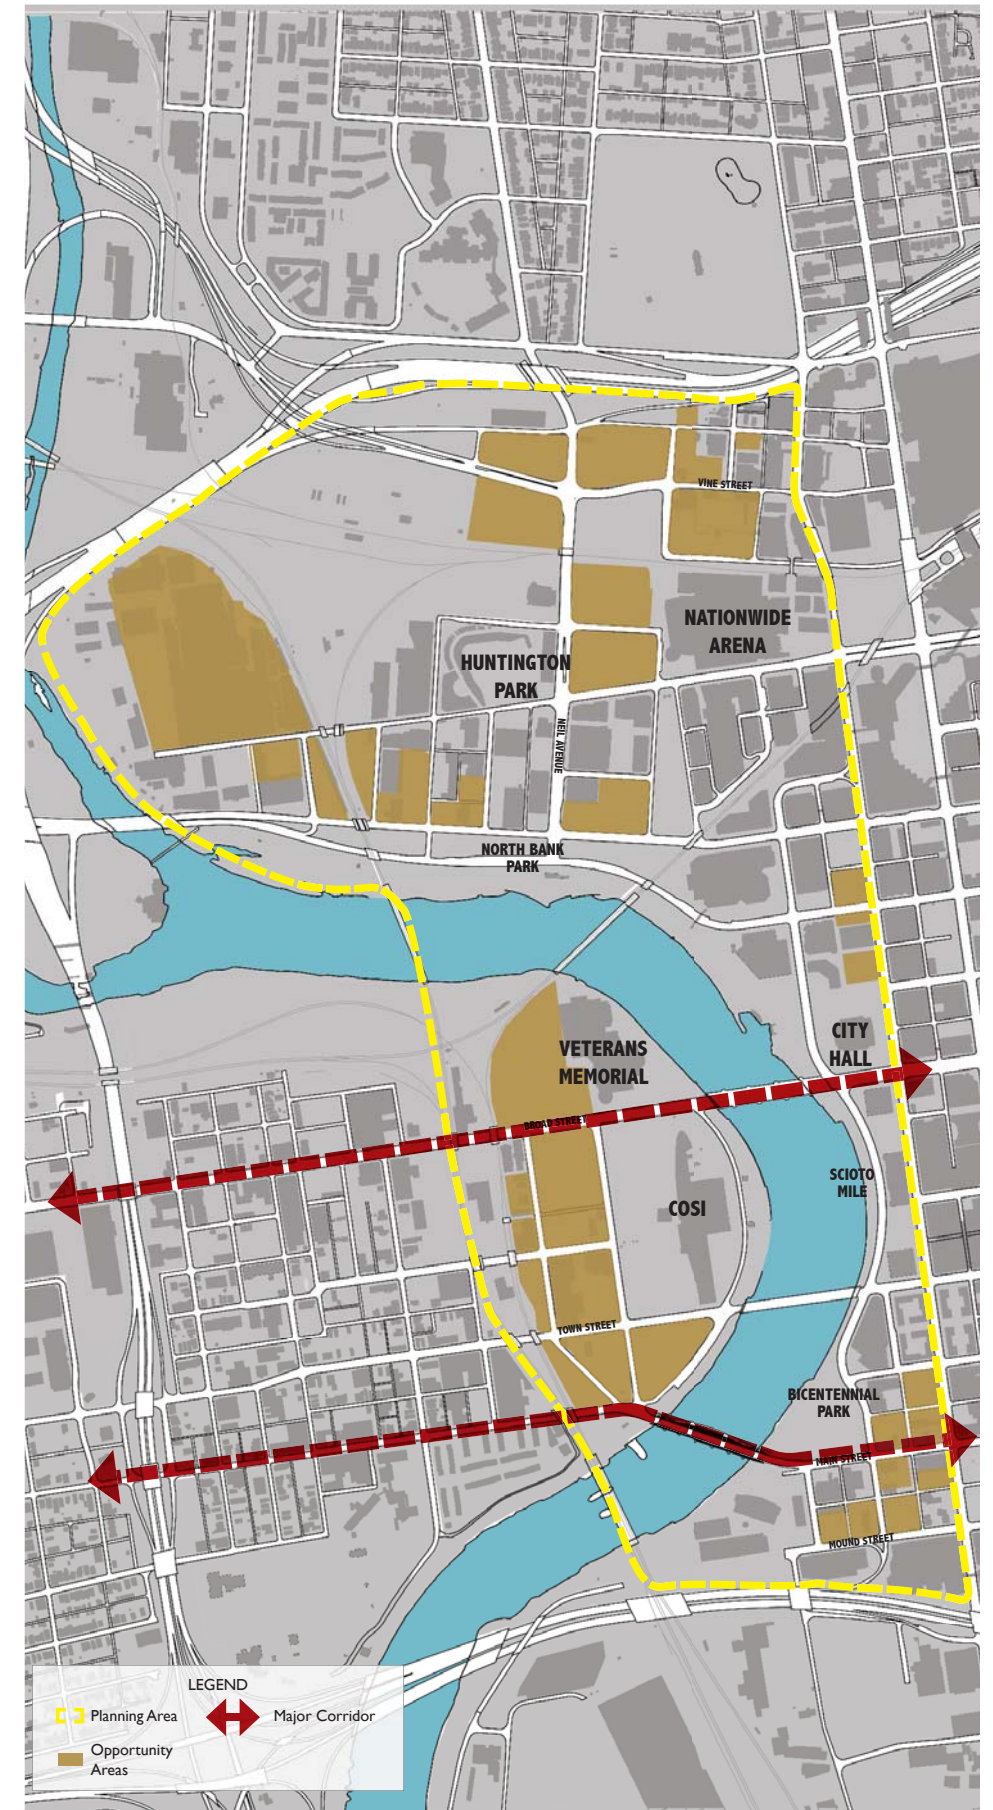 VINE STREET
NATIONWIDE
ARENA
HUNTINGTON
PARK
NEIL AVENUE
NORTH BANK
PARK
CITY
HALL
VETERANS
MEMORIAL
BROAD STREET
SCIOTO
MILE
COSI
TOWN STREET
BICENTENNIAL
PARK
MAIN STREET
MOUND STREET
LEGEND
Planning Area
Major Corridor
Opportunity
Areas